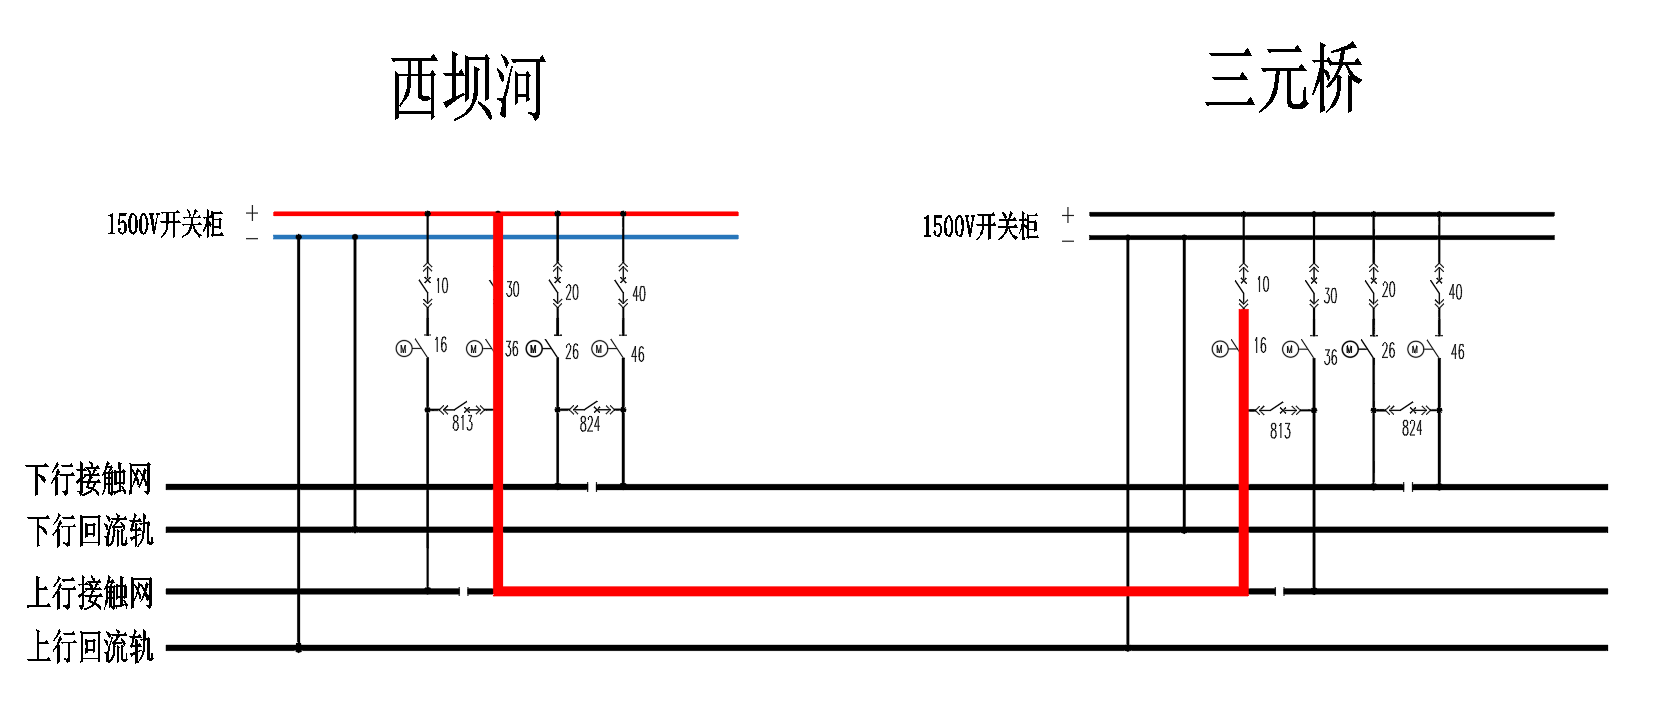 西坝河
三元桥
1500V开关柜 + −
1500V开关柜 + −
10 30 20 40
10 30 20 40
M 16 M 36 M 26 M 46
M 16 M 36 M 26 M 46
813 824
813 824
下行接触网
下行回流轨
上行接触网
上行回流轨